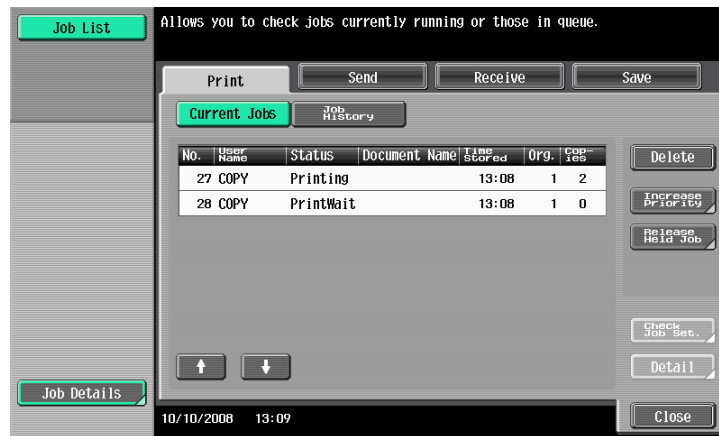 Job List
Allows you to check jobs currently running or those in queue.
Print Send Receive Save
Current Jobs Job History
No. User Name Status Document Name Time Stored Org. Cop-ies
27 COPY Printing 13:08 1 2
28 COPY PrintWait 13:08 1 0
Delete
Increase Priority
Release Held Job
Check Job Set.
Detail
Job Details
10/10/2008 13:09
Close